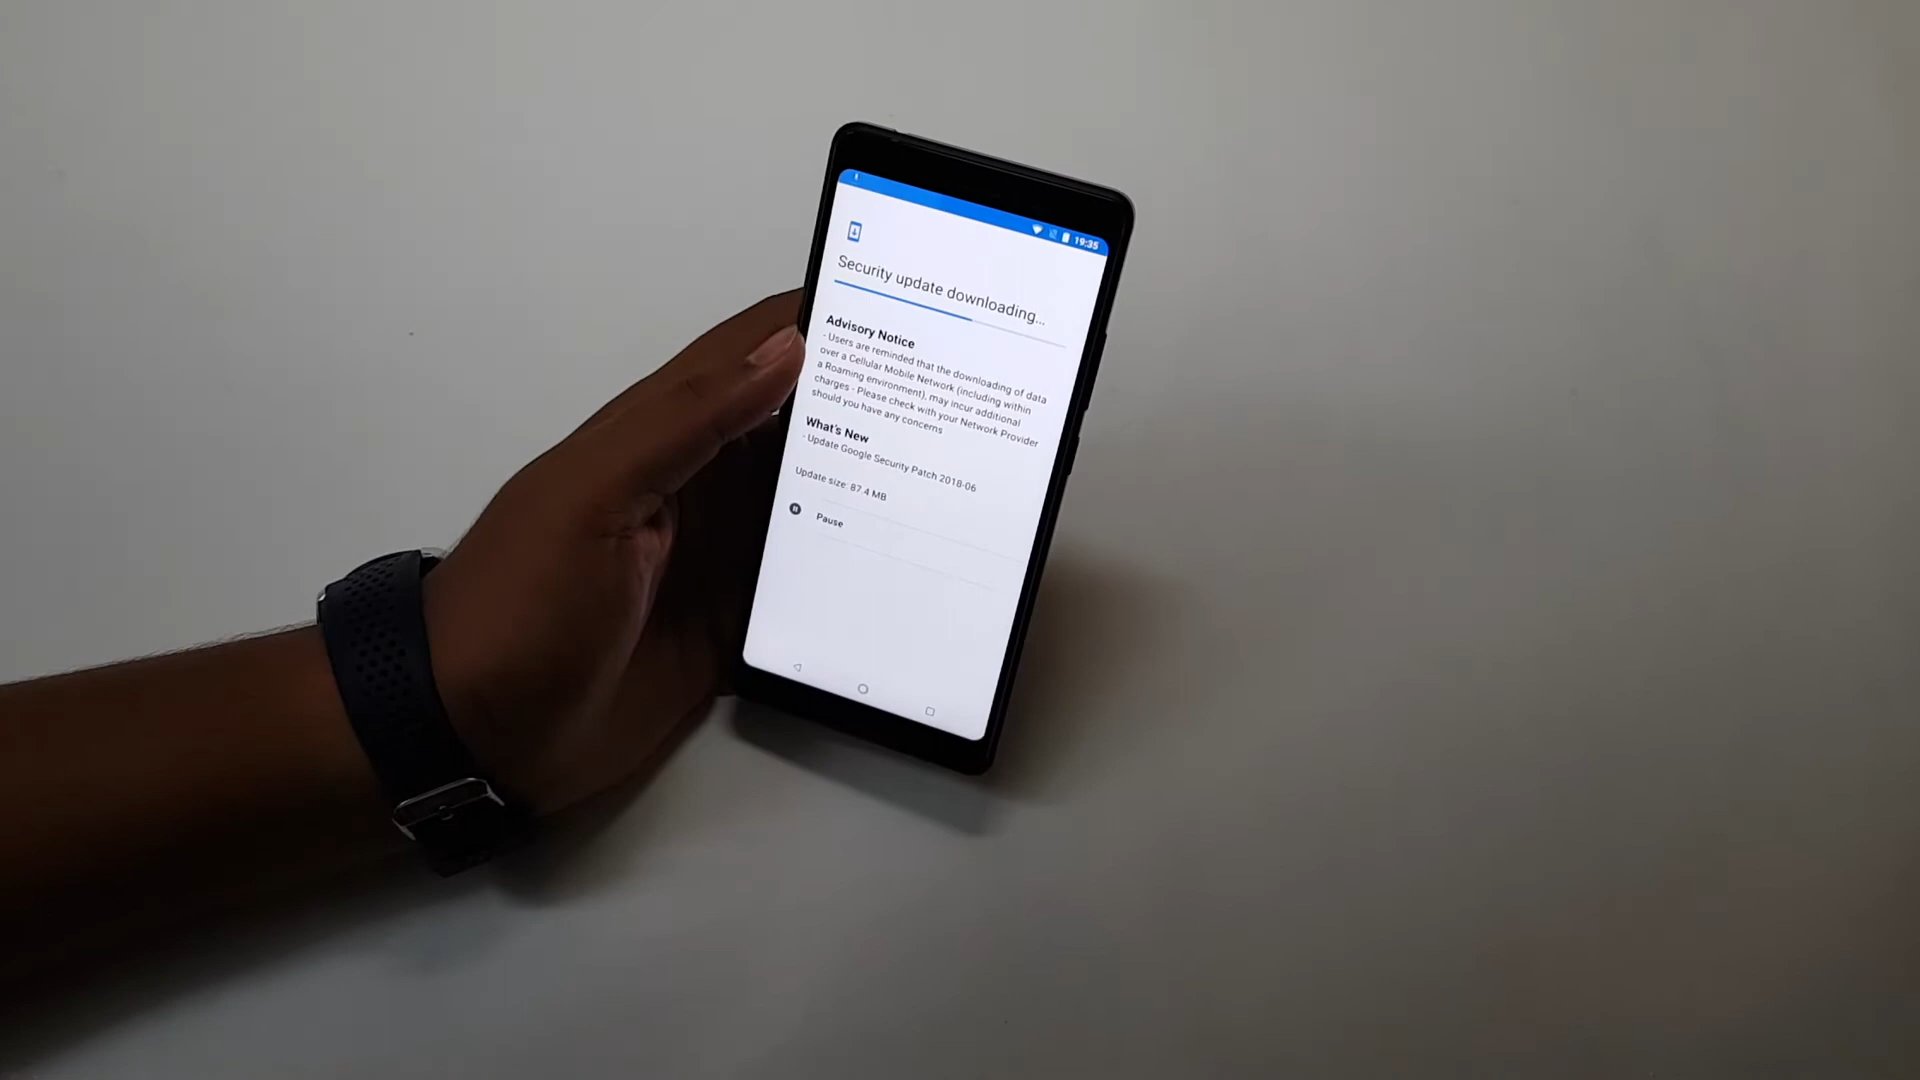 19:35
Security update downloading...
Advisory Notice
- Users are reminded that the downloading of data
over a Cellular Mobile Network (including within
a Roaming environment), may incur additional
charges - Please check with your Network Provider
should you have any concerns
What's New
- Update Google Security Patch 2018-06
Update size: 87.4 MB
Pause